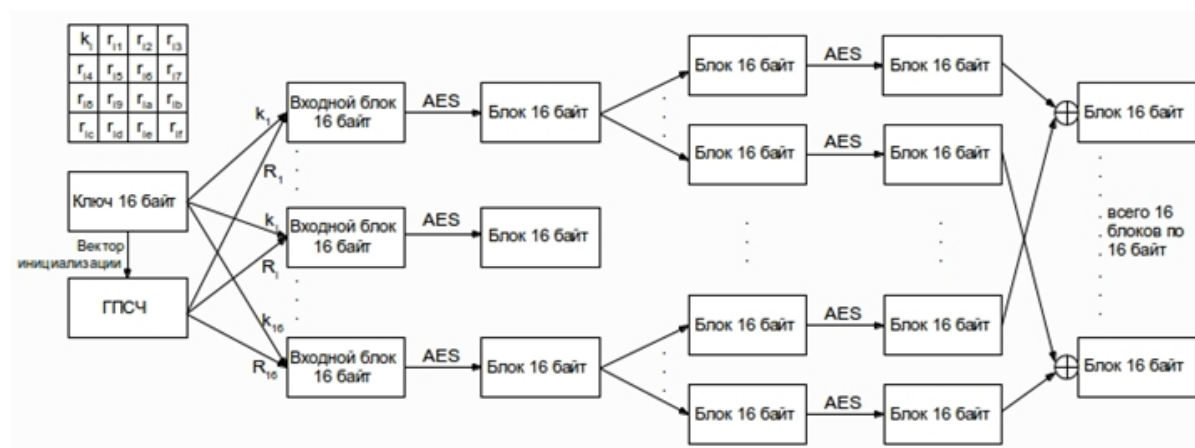 k_i r_i1 r_i2 r_i3
r_i4 r_i5 r_i6 r_i7
r_i8 r_i9 r_ia r_ib
r_ic r_id r_ie r_if
Ключ 16 байт
Вектор
инициализации
ГПСЧ
k_1
R_1
k_i
R_i
k_16
R_16
Входной блок
16 байт
AES
Блок 16 байт
Входной блок
16 байт
AES
Блок 16 байт
Входной блок
16 байт
AES
Блок 16 байт
Блок 16 байт
AES
Блок 16 байт
Блок 16 байт
AES
Блок 16 байт
Блок 16 байт
AES
Блок 16 байт
Блок 16 байт
AES
Блок 16 байт
Блок 16 байт
всего 16
блоков по
16 байт
Блок 16 байт